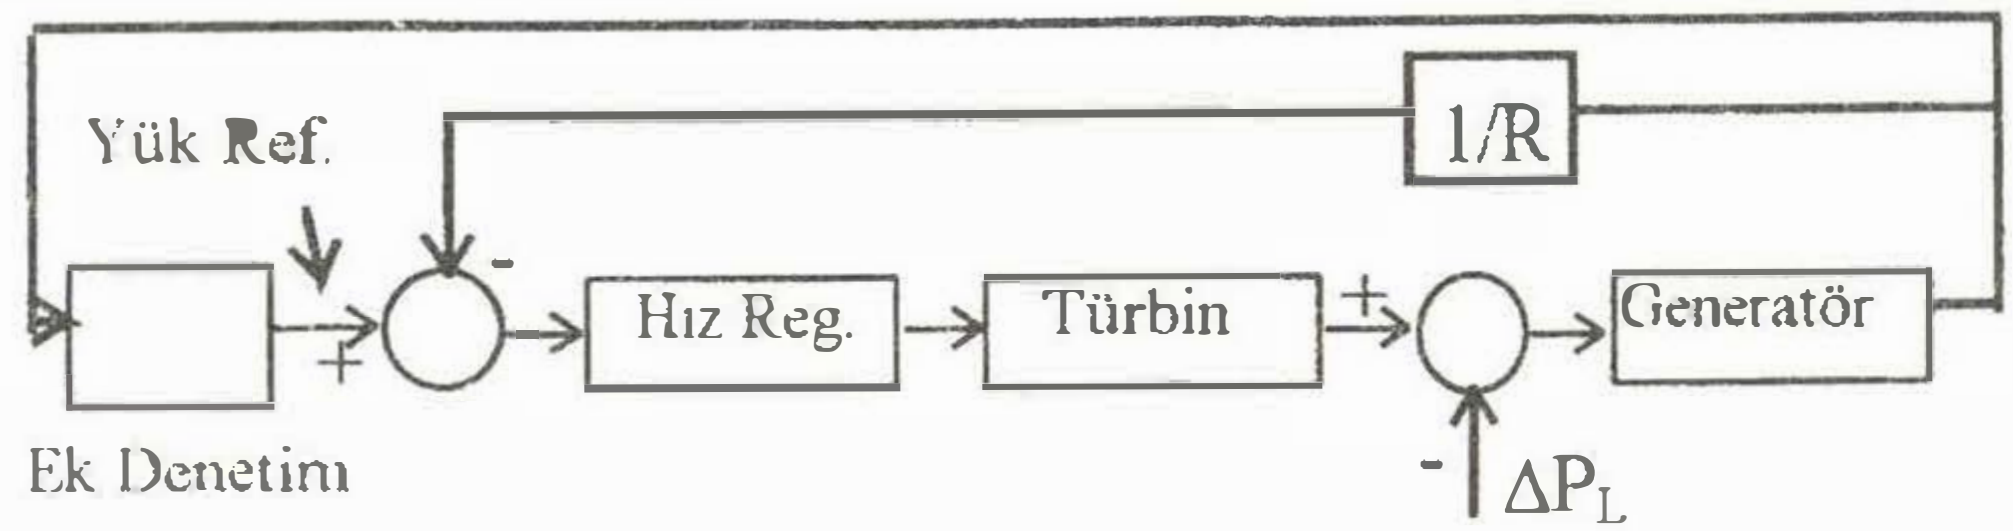 1/R
Yük Ref.
-
Hız Reg.
Türbin
+
Generatör
+
Ek Denetim
-
ΔP_L